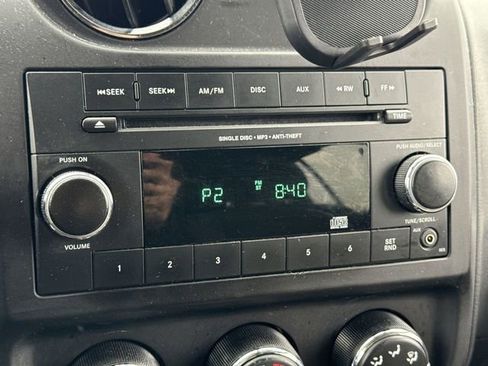 ⏮SEEK SEEK⏭ AM/FM DISC AUX ◀◀ RW FF ▶▶
TIME
SINGLE DISC • MP3 • ANTI-THEFT
PUSH ON PUSH AUDIO/SELECT
P2 FM ST 8:40
VOLUME TUNE/SCROLL
AUX
1 2 3 4 5 6 SET RND